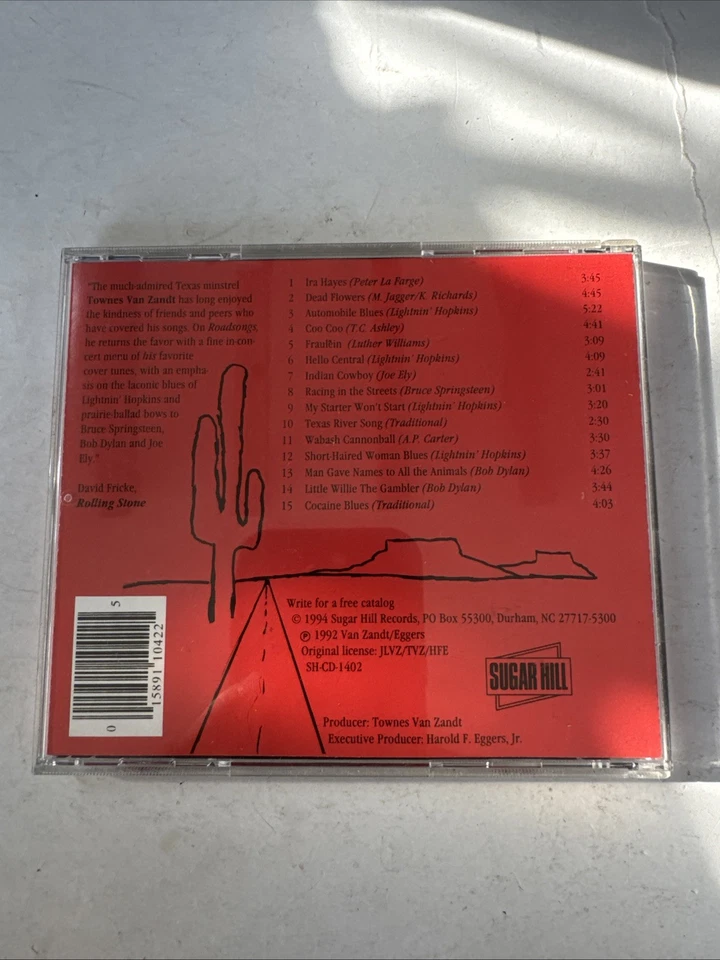 "The much-admired Texas minstrel
Townes Van Zandt has long enjoyed
the kindness of friends and peers who
have covered his songs. On Roadsongs,
he returns the favor with a fine in-con-
cert menu of his favorite
cover tunes, with an empha-
sis on the laconic blues of
Lightnin' Hopkins and
prairie-ballad bows to
Bruce Springsteen,
Bob Dylan and Joe
Ely."
David Fricke,
Rolling Stone
1 Ira Hayes (Peter La Farge) 3:45
2 Dead Flowers (M. Jagger/K. Richards) 4:45
3 Automobile Blues (Lightnin' Hopkins) 5:22
4 Coo Coo (T.C. Ashley) 4:41
5 Fraulein (Luther Williams) 3:09
6 Hello Central (Lightnin' Hopkins) 4:09
7 Indian Cowboy (Joe Ely) 2:41
8 Racing in the Streets (Bruce Springsteen) 3:01
9 My Starter Won't Start (Lightnin' Hopkins) 3:20
10 Texas River Song (Traditional) 2:30
11 Wabash Cannonball (A.P. Carter) 3:30
12 Short-Haired Woman Blues (Lightnin' Hopkins) 3:37
13 Man Gave Names to All the Animals (Bob Dylan) 4:26
14 Little Willie The Gambler (Bob Dylan) 3:44
15 Cocaine Blues (Traditional) 4:03
Write for a free catalog
© 1994 Sugar Hill Records, PO Box 55300, Durham, NC 27717-5300
℗ 1992 Van Zandt/Eggers
Original license: JLVZ/TVZ/HFE
SH-CD-1402
SUGAR HILL
Producer: Townes Van Zandt
Executive Producer: Harold F. Eggers, Jr.
0 15891 10422 5